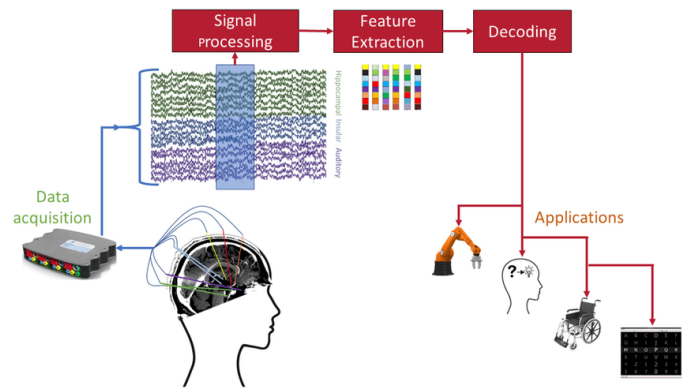 Signal
Processing
Feature
Extraction
Decoding
Hippocampal
Insular
Auditory
Data
acquisition
Applications
?
M N O P Q R